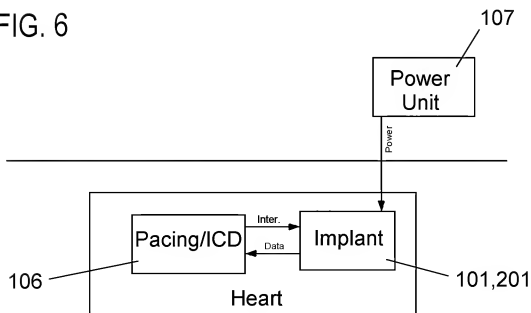 FIG. 6
107
Power
Unit
Power
Pacing/ICD
Inter.
Data
Implant
106
101,201
Heart